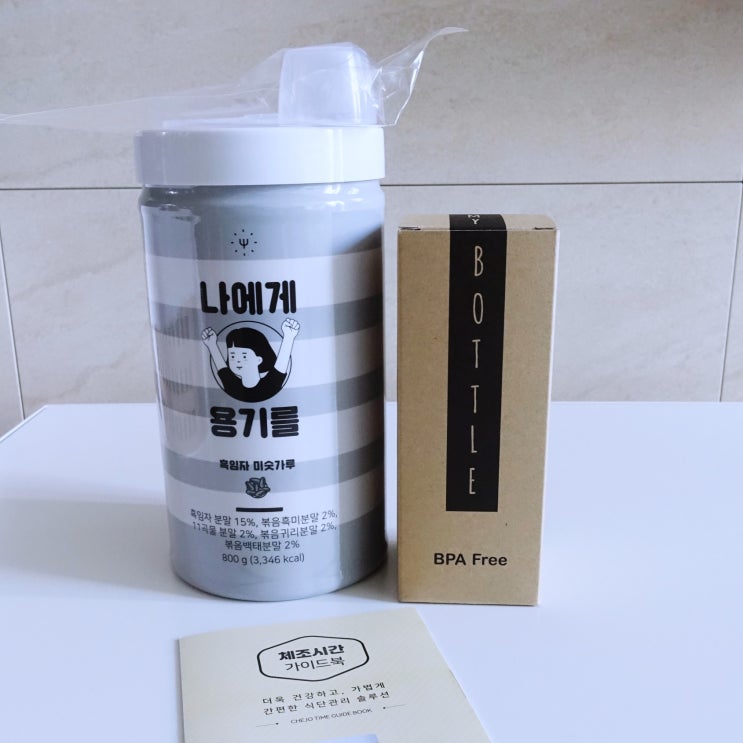 나에게
용기를
흑임자 미숫가루
흑임자 분말 15%, 볶음흑미분말 2%,
11곡물 분말 2%, 볶음귀리분말 2%,
볶음백태분말 2%
800 g (3,346 kcal)
MY
BOTTLE
BPA Free
체조시간
가이드북
더욱 건강하고, 가볍게
간편한 식단관리 솔루션
CHEJO TIME GUIDE BOOK